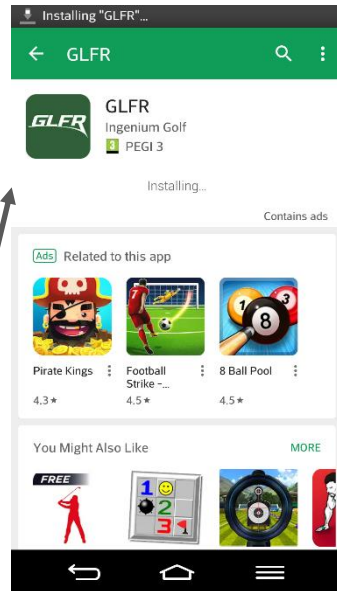 Installing "GLFR"...
GLFR
GLFR
GLFR
Ingenium Golf
3 PEGI 3
Installing...
Contains ads
Ads Related to this app
8
3
Pirate Kings
Football Strike –...
8 Ball Pool
4,3★
4.5★
4.5★
You Might Also Like
MORE
FREE
1
2
3 1